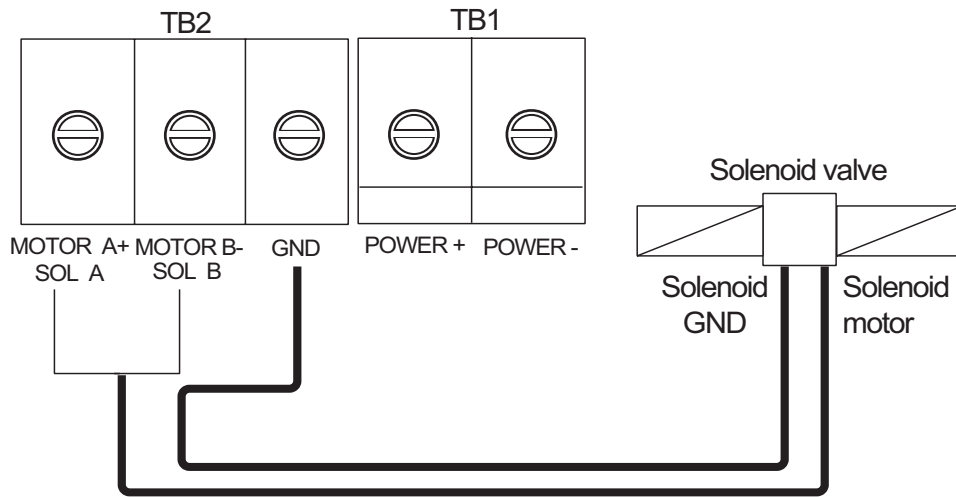 TB2
TB1
MOTOR A+ MOTOR B- GND
SOL A SOL B
POWER + POWER -
Solenoid valve
Solenoid
GND
Solenoid
motor